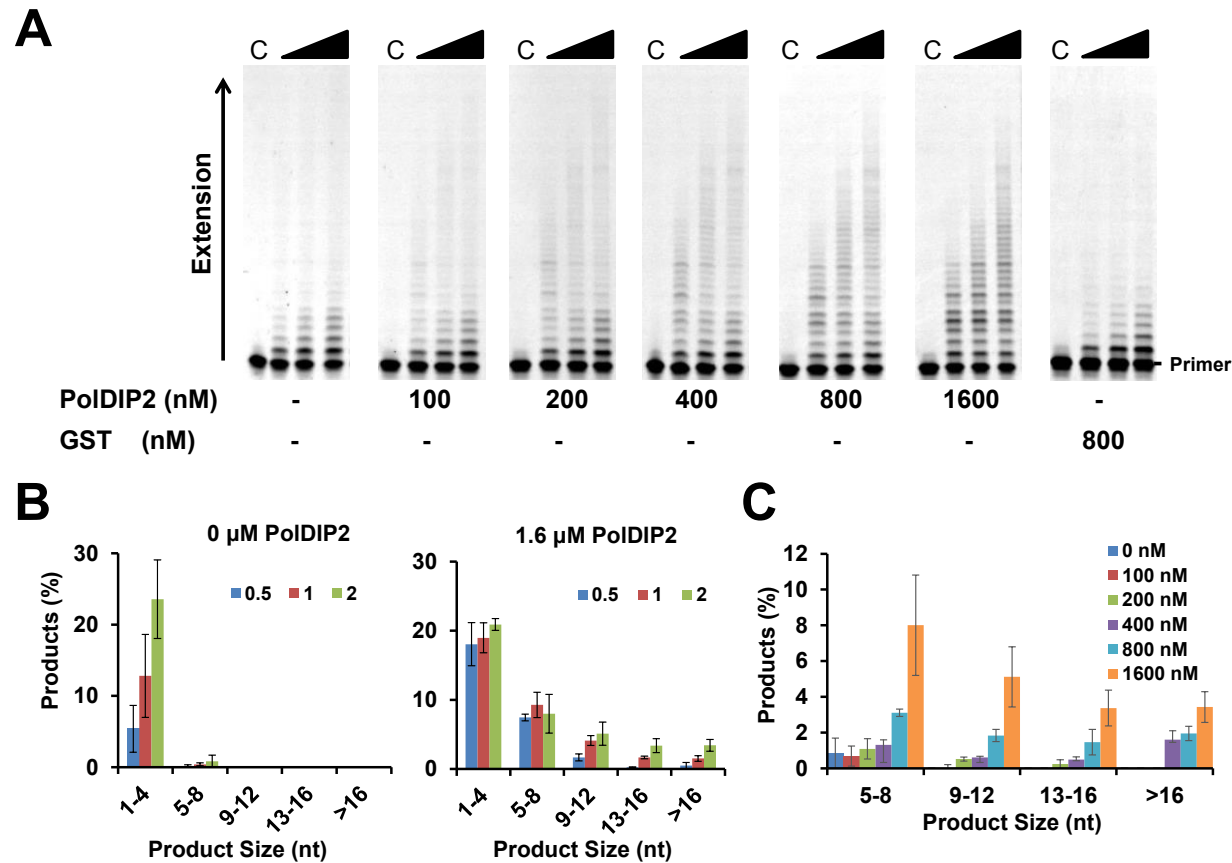 A
C C C C C C C
Extension
Primer
PolDIP2 (nM) - 100 200 400 800 1600 -
GST (nM) - - - - - - 800
B
0 µM PolDIP2
0.5 1 2
30
20
10
0
Products (%)
1-4 5-8 9-12 13-16 >16
Product Size (nt)
1.6 µM PolDIP2
0.5 1 2
30
20
10
0
1-4 5-8 9-12 13-16 >16
Product Size (nt)
C
0 nM
100 nM
200 nM
400 nM
800 nM
1600 nM
12
10
8
6
4
2
0
Products (%)
5-8 9-12 13-16 >16
Product Size (nt)